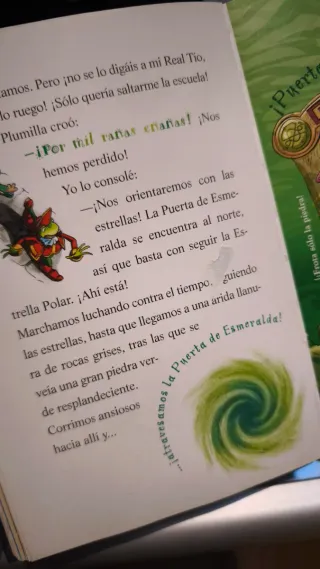 tamos. Pero ¡no se lo digáis a mi Real Tío,
lo ruego! ¡Sólo quería saltarme la escuela!
Plumilla croó:
—¡Por mil rañas enañas! ¡Nos
hemos perdido!
Yo lo consolé:
—¡Nos orientaremos con las
estrellas! La Puerta de Esme-
ralda se encuentra al norte,
así que basta con seguir la Es-
trella Polar. ¡Ahí está!
Marchamos luchando contra el tiempo, guiendo
las estrellas, hasta que llegamos a una árida llanu-
ra de rocas grises, tras las que se
veía una gran piedra ver-
de resplandeciente.
Corrimos ansiosos
hacia allí y...
...¡atravesamos la Puerta de Esmeralda!
¡Puerta
¡Frota sólo la piedra!